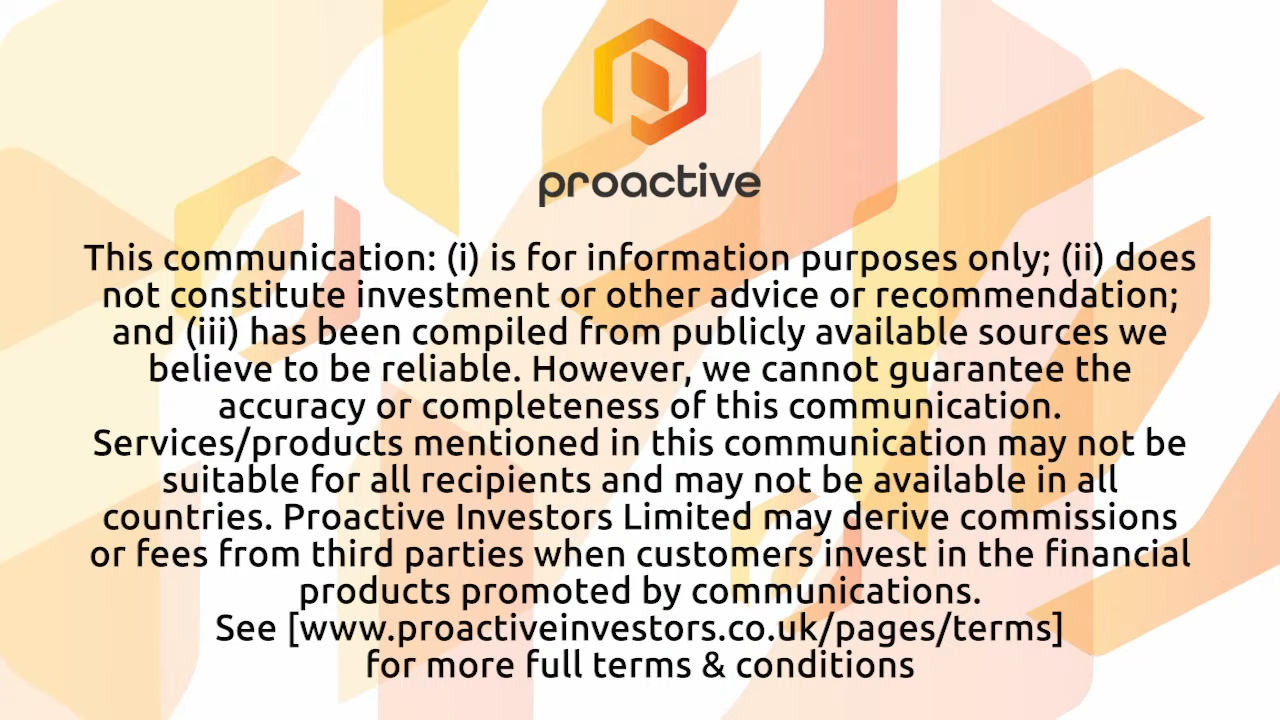 proactive
This communication: (i) is for information purposes only; (ii) does
not constitute investment or other advice or recommendation;
and (iii) has been compiled from publicly available sources we
believe to be reliable. However, we cannot guarantee the
accuracy or completeness of this communication.
Services/products mentioned in this communication may not be
suitable for all recipients and may not be available in all
countries. Proactive Investors Limited may derive commissions
or fees from third parties when customers invest in the financial
products promoted by communications.
See [www.proactiveinvestors.co.uk/pages/terms]
for more full terms & conditions